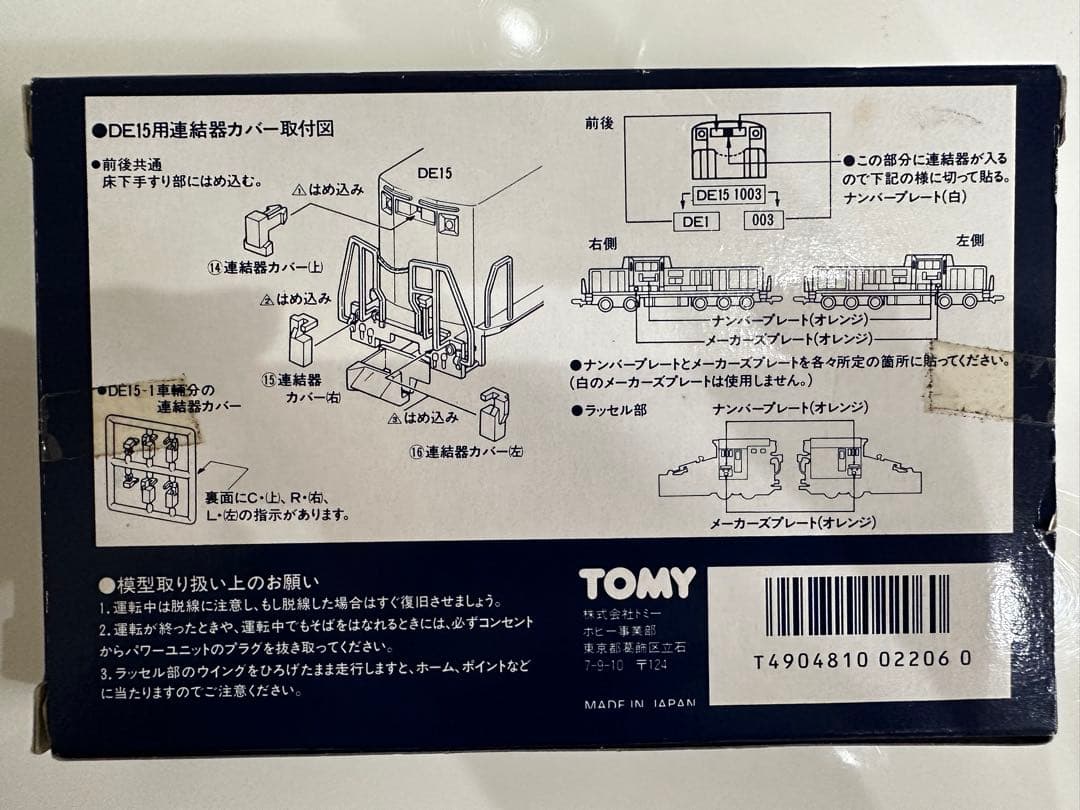 ●DE15用連結器カバー取付図
●前後共通
床下手すり部にはめ込む。
DE15
①はめ込み
⑭連結器カバー(上)
②はめ込み
⑮連結器
カバー(右)
③はめ込み
⑯連結器カバー(左)
●DE15-1車輛分の
連結器カバー
裏面にC・(上)、R・(右)、
L・(左)の指示があります。
前後
DE15 1003
DE1
003
●この部分に連結器が入る
ので下記の様に切って貼る。
ナンバープレート(白)
右側
左側
ナンバープレート(オレンジ)
メーカーズプレート(オレンジ)
●ナンバープレートとメーカーズプレートを各々所定の箇所に貼ってください。
(白のメーカーズプレートは使用しません。)
●ラッセル部
ナンバープレート(オレンジ)
メーカーズプレート(オレンジ)
●模型取り扱い上のお願い
1.運転中は脱線に注意し、もし脱線した場合はすぐ復旧させましょう。
2.運転が終ったときや、運転中でもそばをはなれるときには、必ずコンセント
からパワーユニットのプラグを抜き取ってください。
3.ラッセル部のウイングをひろげたまま走行しますと、ホーム、ポイントなど
に当たりますのでご注意ください。
TOMY
株式会社トミー
ホビー事業部
東京都葛飾区立石
7-9-10 〒124
MADE IN JAPAN
T4904810 02206 0